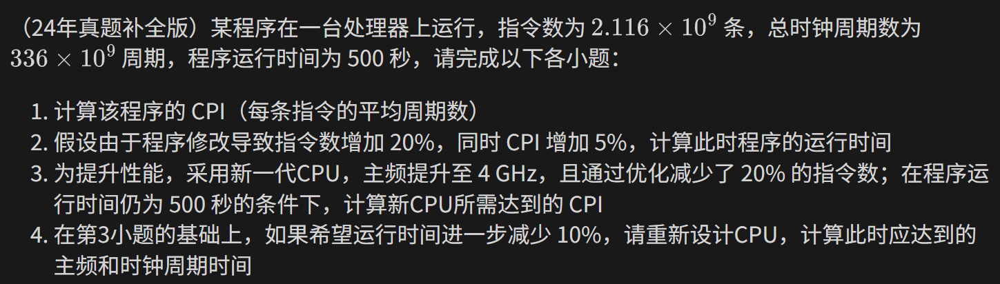 （24年真题补全版）某程序在一台处理器上运行，指令数为 2.116 × 10⁹ 条，总时钟周期数为
336 × 10⁹ 周期，程序运行时间为 500 秒，请完成以下各小题：
1. 计算该程序的 CPI（每条指令的平均周期数）
2. 假设由于程序修改导致指令数增加 20%，同时 CPI 增加 5%，计算此时程序的运行时间
3. 为提升性能，采用新一代CPU，主频提升至 4 GHz，且通过优化减少了 20% 的指令数；在程序运
行时间仍为 500 秒的条件下，计算新CPU所需达到的 CPI
4. 在第3小题的基础上，如果希望运行时间进一步减少 10%，请重新设计CPU，计算此时应达到的
主频和时钟周期时间